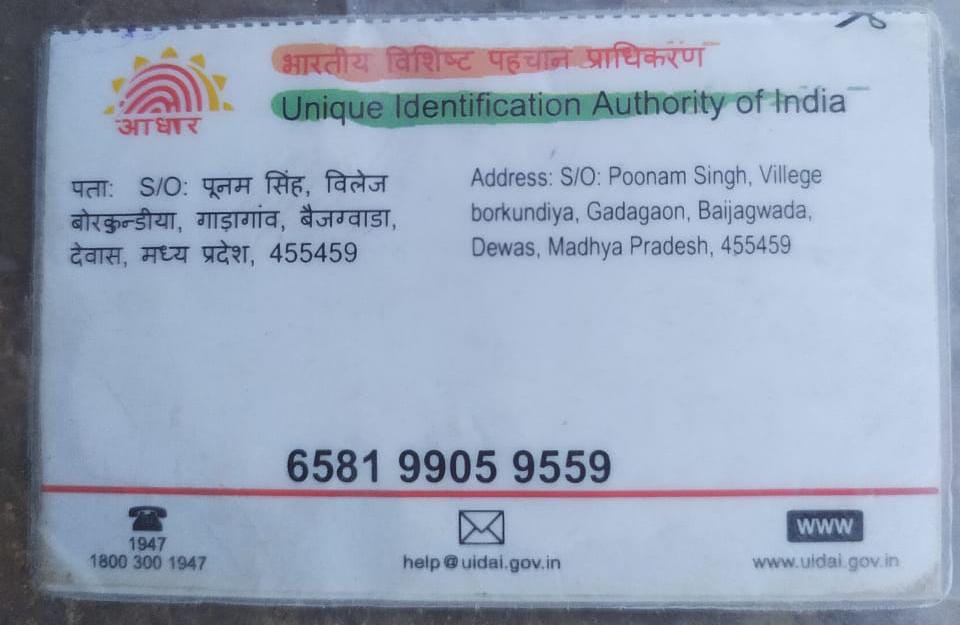 भारतीय विशिष्ट पहचान प्राधिकरण
Unique Identification Authority of India
आधार
पता: S/O: पूनम सिंह, विलेज
बोरकुन्डीया, गाडागांव, बैजग्वाडा,
देवास, मध्य प्रदेश, 455459
Address: S/O: Poonam Singh, Villege
borkundiya, Gadagaon, Baijagwada,
Dewas, Madhya Pradesh, 455459
6581 9905 9559
1947
1800 300 1947
help@uidai.gov.in
WWW
www.uidai.gov.in